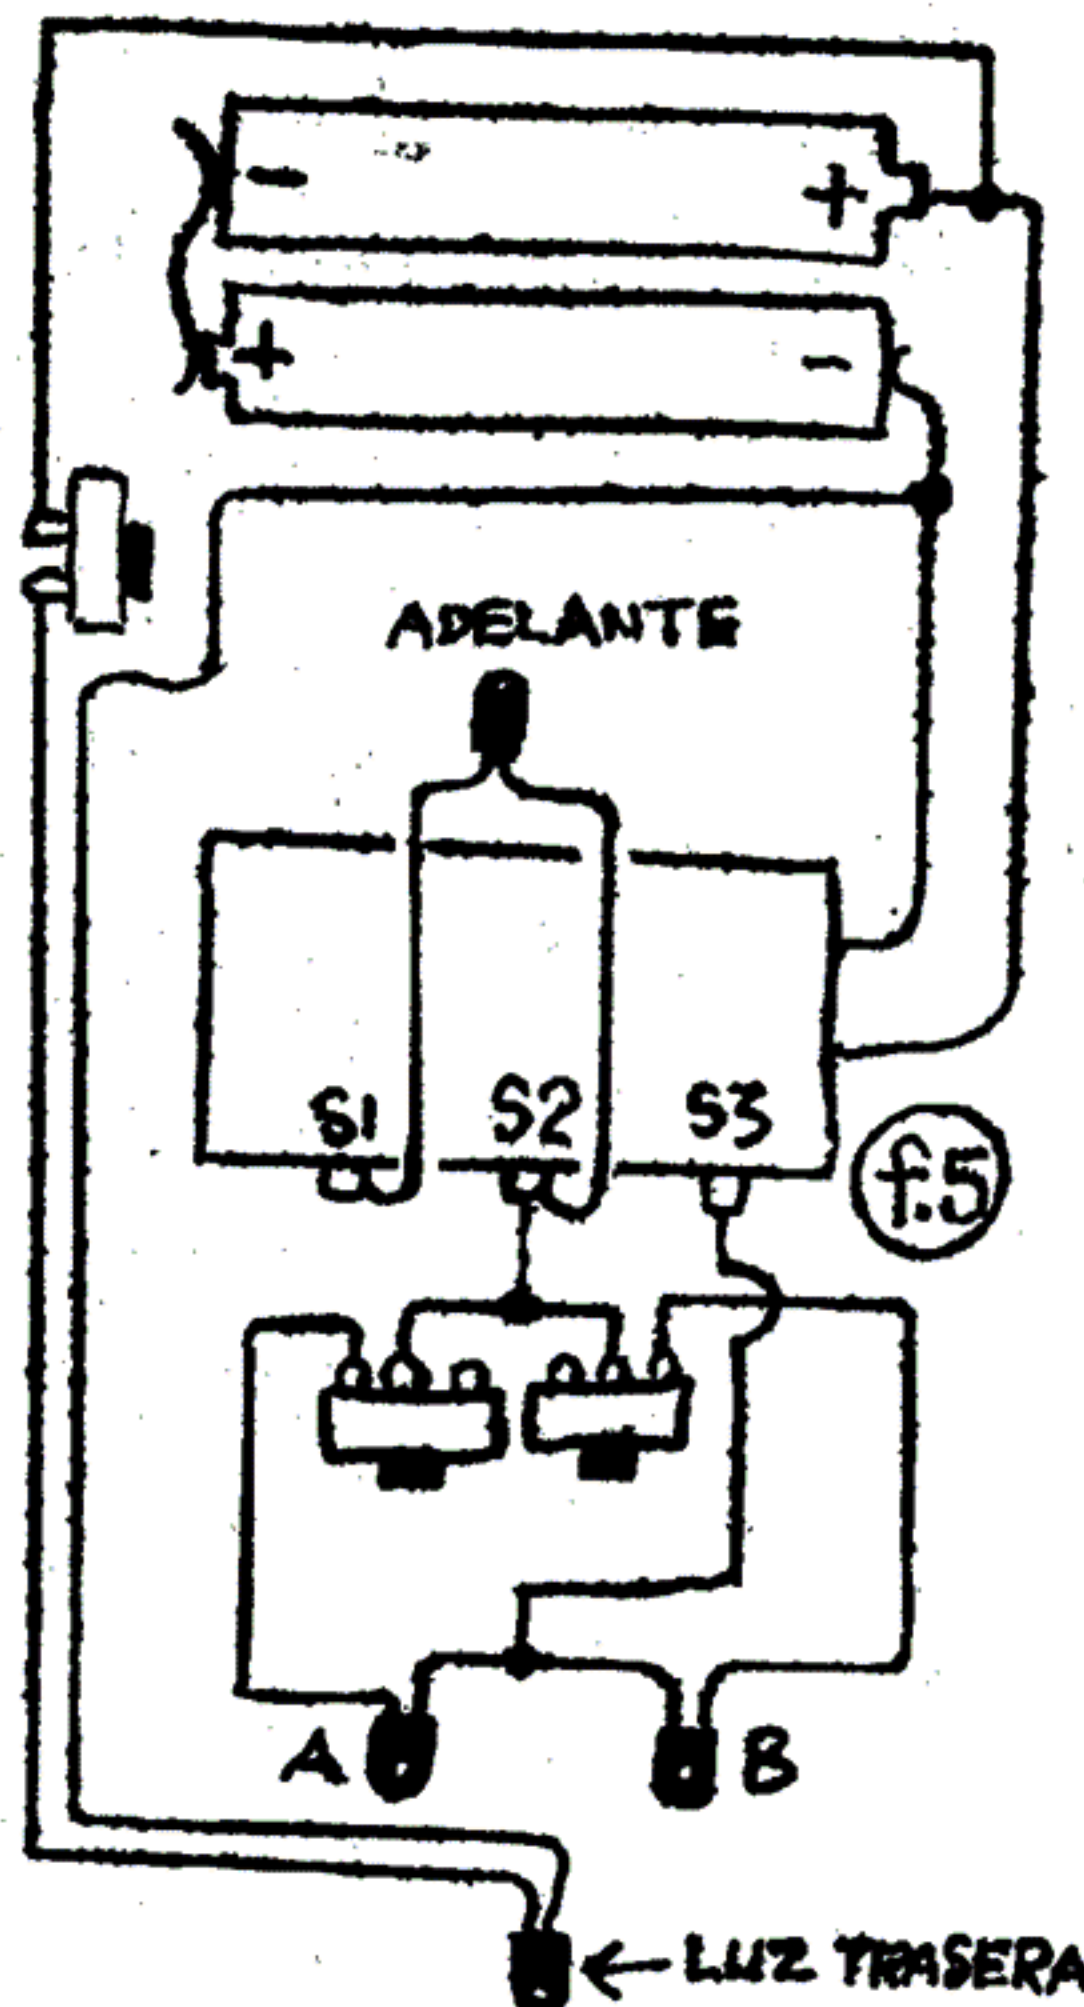 - +
+ -
ADELANTE
S1 S2 S3
f.5
A B
LUZ TRASERA